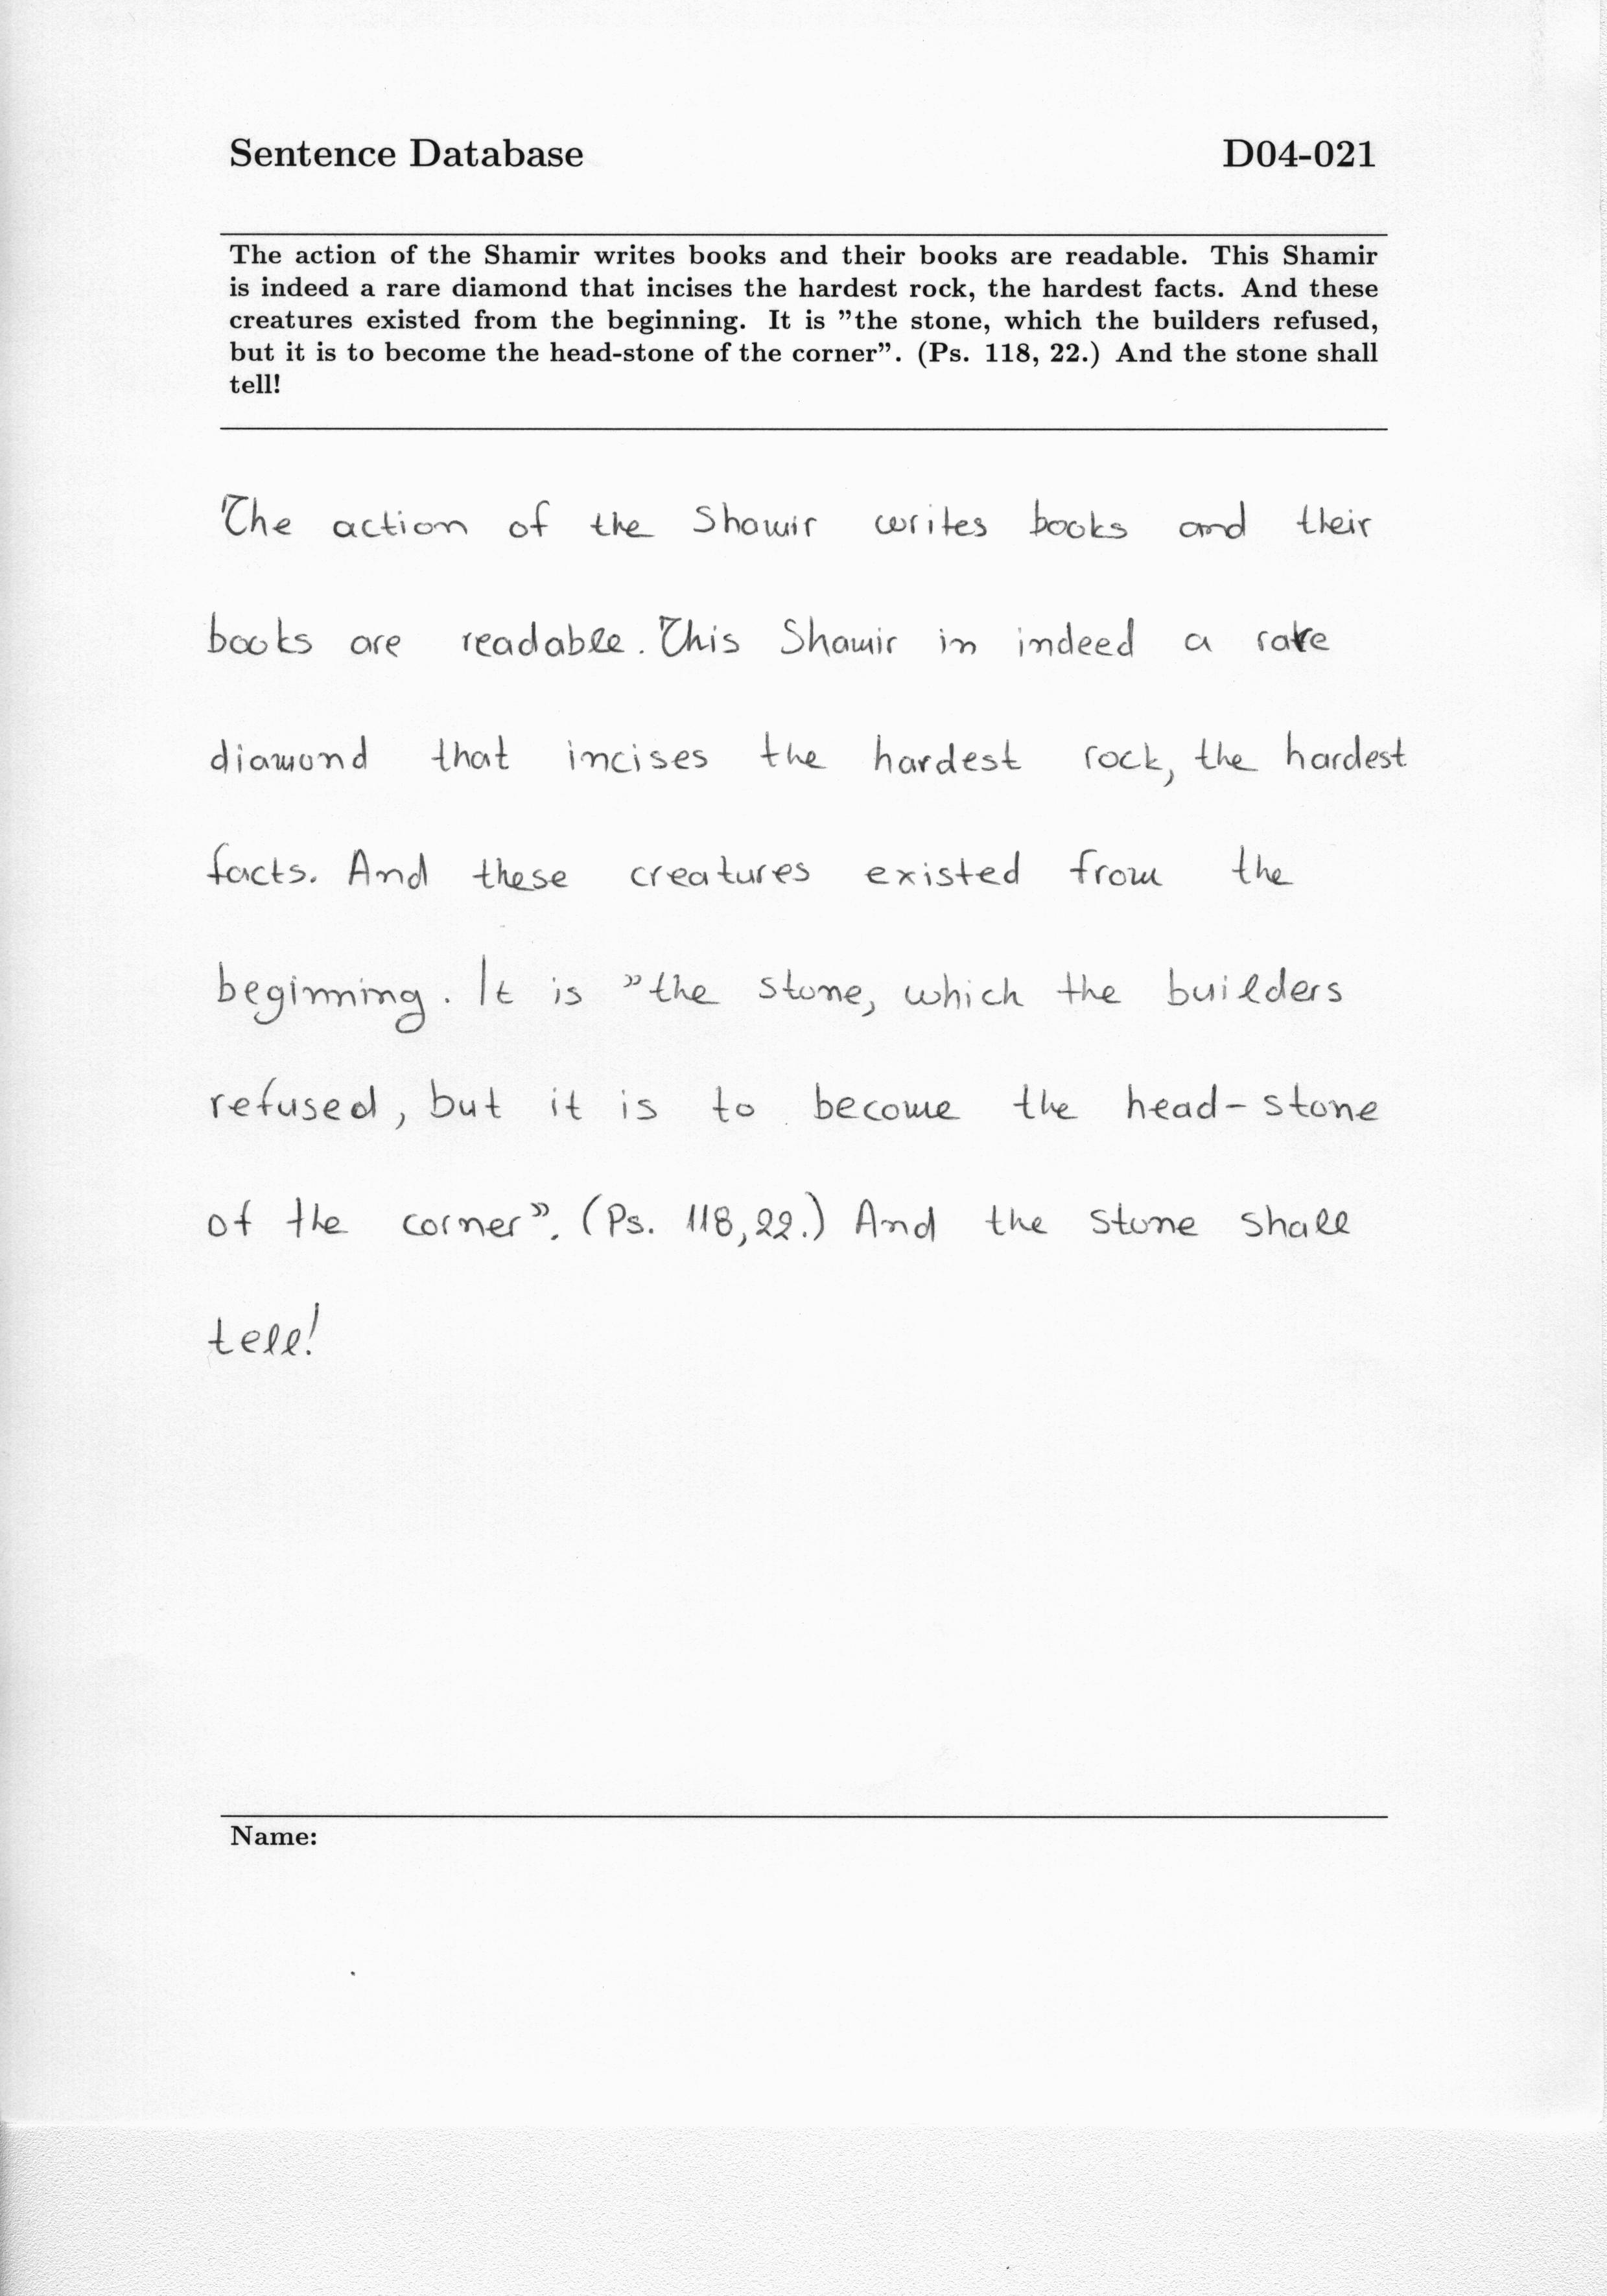 Sentence Database D04-021
The action of the Shamir writes books and their books are readable. This Shamir
is indeed a rare diamond that incises the hardest rock, the hardest facts. And these
creatures existed from the beginning. It is ”the stone, which the builders refused,
but it is to become the head-stone of the corner”. (Ps. 118, 22.) And the stone shall
tell!
The action of the Shamir writes books and their
books are readable. This Shamir in indeed a rare
diamond that incises the hardest rock, the hardest
facts. And these creatures existed from the
beginning. It is ”the stone, which the builders
refused, but it is to become the head-stone
of the corner”. (Ps. 118,22.) And the stone shall
tell!
Name: